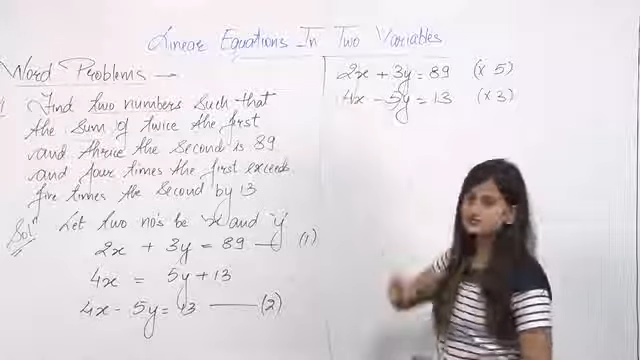 Linear Equations In Two Variables
Word Problems —
Find two numbers such that
the sum of twice the first
and thrice the second is 89
and four times the first exceeds
five times the second by 13
Solⁿ Let two no's be 'x' and 'y'
2x + 3y = 89 — (1)
4x = 5y + 13
4x - 5y = 13 — (2)
2x + 3y = 89 (× 5)
4x - 5y = 13 (× 3)